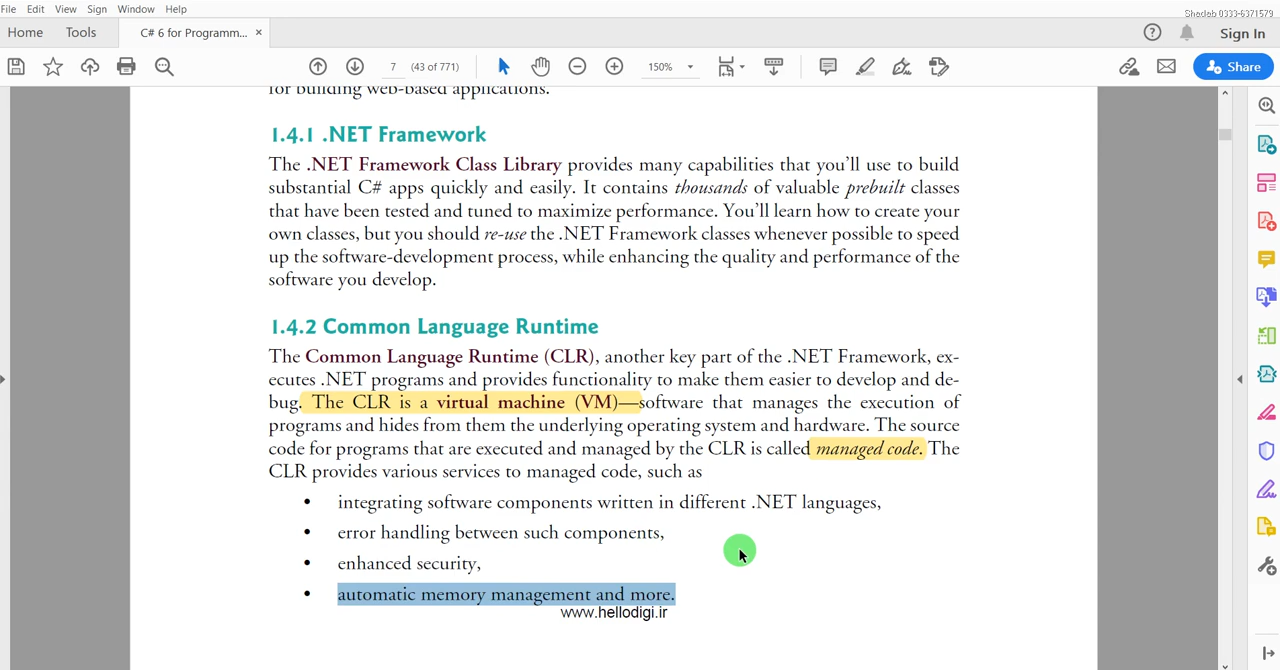 File Edit View Sign Window Help
Shadab 0333-6371579
Home Tools C# 6 for Programm... × Sign In
7 (43 of 771) 150% Share
for building web-based applications.
1.4.1 .NET Framework
The .NET Framework Class Library provides many capabilities that you'll use to build
substantial C# apps quickly and easily. It contains thousands of valuable prebuilt classes
that have been tested and tuned to maximize performance. You'll learn how to create your
own classes, but you should re-use the .NET Framework classes whenever possible to speed
up the software-development process, while enhancing the quality and performance of the
software you develop.
1.4.2 Common Language Runtime
The Common Language Runtime (CLR), another key part of the .NET Framework, ex-
ecutes .NET programs and provides functionality to make them easier to develop and de-
bug. The CLR is a virtual machine (VM)—software that manages the execution of
programs and hides from them the underlying operating system and hardware. The source
code for programs that are executed and managed by the CLR is called managed code. The
CLR provides various services to managed code, such as
• integrating software components written in different .NET languages,
• error handling between such components,
• enhanced security,
• automatic memory management and more.
www.hellodigi.ir